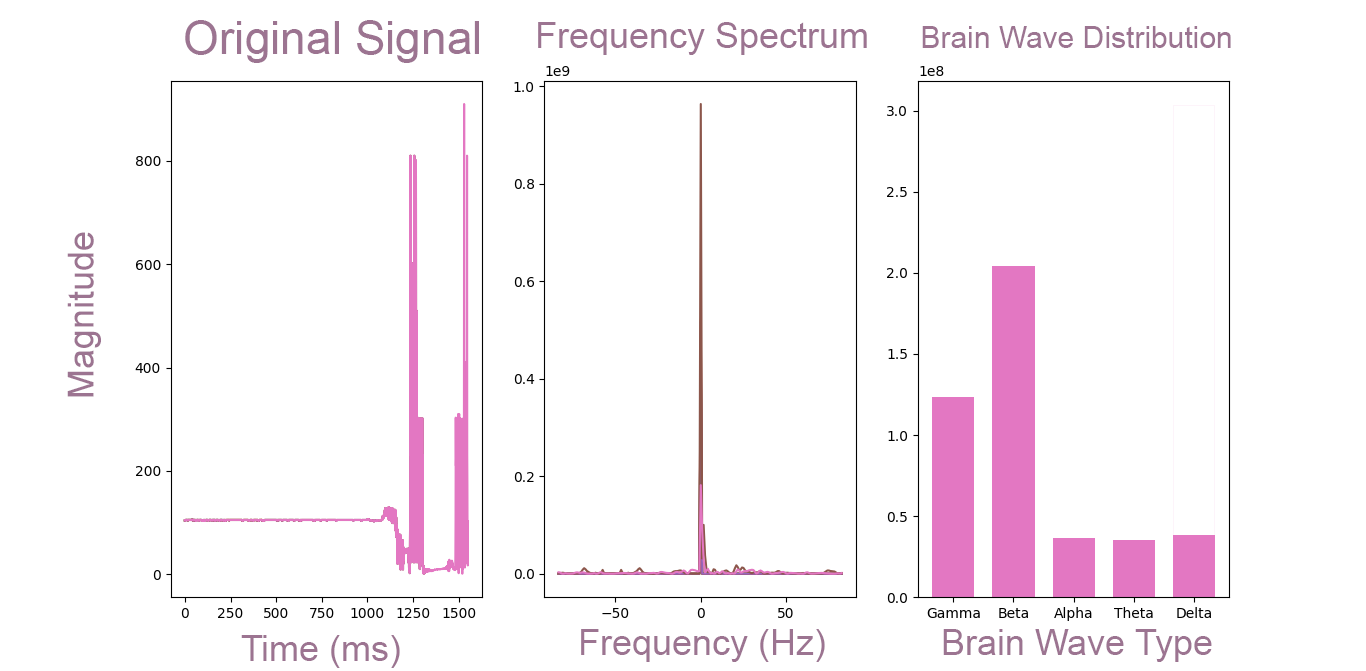 Original Signal
Frequency Spectrum
Brain Wave Distribution
Magnitude
800
600
400
200
0
0 250 500 750 1000 1250 1500
Time (ms)
1e9
1.0
0.8
0.6
0.4
0.2
0.0
−50 0 50
Frequency (Hz)
1e8
3.0
2.5
2.0
1.5
1.0
0.5
0.0
Gamma Beta Alpha Theta Delta
Brain Wave Type